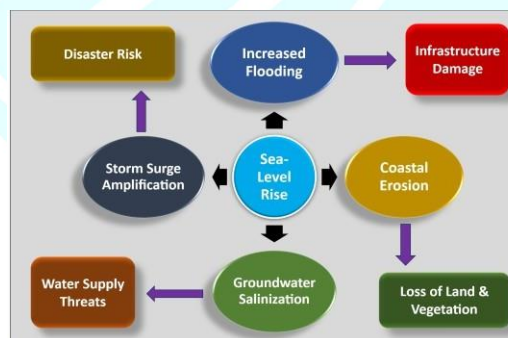 Disaster Risk
Increased
Flooding
Infrastructure
Damage
Storm Surge
Amplification
Sea-
Level
Rise
Coastal
Erosion
Water Supply
Threats
Groundwater
Salinization
Loss of Land &
Vegetation